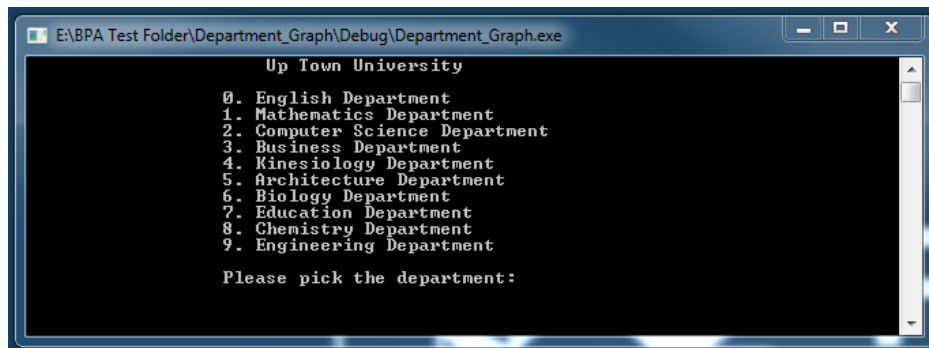 E:\BPA Test Folder\Department_Graph\Debug\Department_Graph.exe
Up Town University
0. English Department
1. Mathematics Department
2. Computer Science Department
3. Business Department
4. Kinesiology Department
5. Architecture Department
6. Biology Department
7. Education Department
8. Chemistry Department
9. Engineering Department
Please pick the department: